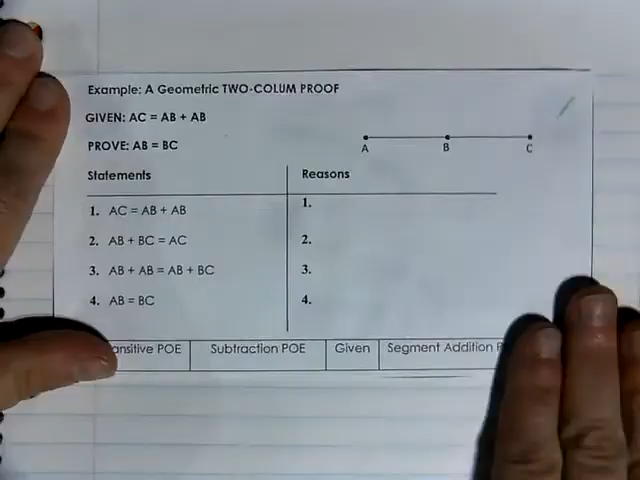 Example: A Geometric TWO-COLUM PROOF
GIVEN: AC = AB + AB
PROVE: AB = BC
A B C
Statements Reasons
1. AC = AB + AB 1.
2. AB + BC = AC 2.
3. AB + AB = AB + BC 3.
4. AB = BC 4.
POE Subtraction POE Given Segment Addition